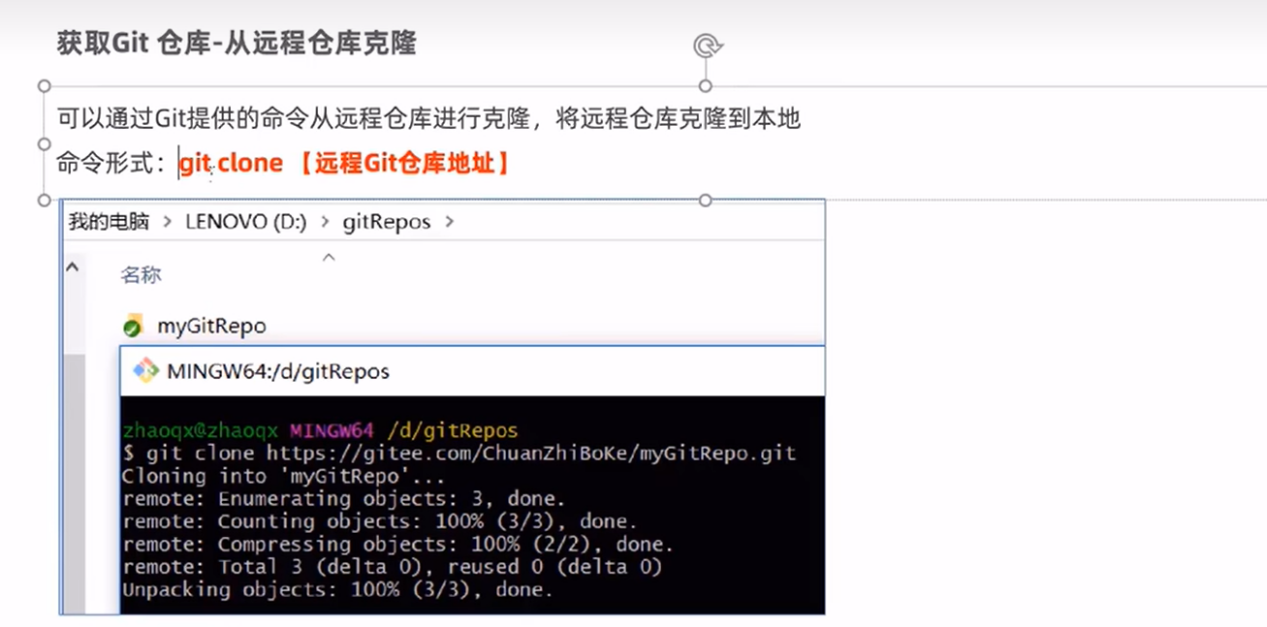 获取Git 仓库-从远程仓库克隆
可以通过Git提供的命令从远程仓库进行克隆，将远程仓库克隆到本地
命令形式：git clone 【远程Git仓库地址】
我的电脑 > LENOVO (D:) > gitRepos >
名称
myGitRepo
MINGW64:/d/gitRepos
zhaoqx@zhaoqx MINGW64 /d/gitRepos
$ git clone https://gitee.com/ChuanZhiBoKe/myGitRepo.git
Cloning into 'myGitRepo'...
remote: Enumerating objects: 3, done.
remote: Counting objects: 100% (3/3), done.
remote: Compressing objects: 100% (2/2), done.
remote: Total 3 (delta 0), reused 0 (delta 0)
Unpacking objects: 100% (3/3), done.